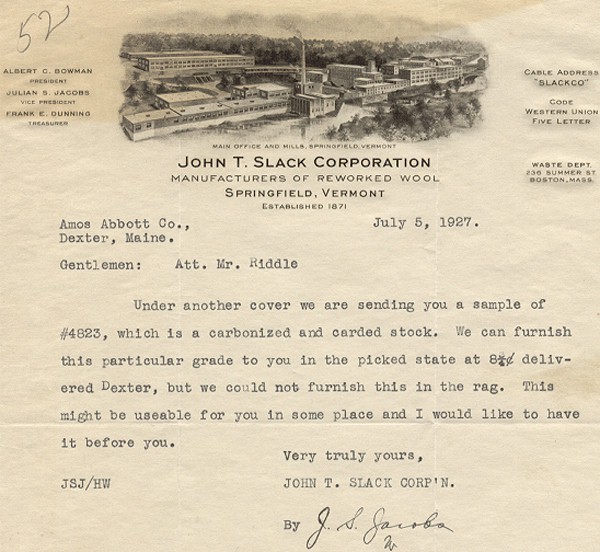 52
ALBERT C. BOWMAN
PRESIDENT
JULIAN S. JACOBS
VICE PRESIDENT
FRANK E. DUNNING
TREASURER
CABLE ADDRESS
"SLACKCO"
CODE
WESTERN UNION
FIVE LETTER
WASTE DEPT.
236 SUMMER ST.
BOSTON, MASS.
MAIN OFFICE AND MILLS, SPRINGFIELD, VERMONT
JOHN T. SLACK CORPORATION
MANUFACTURERS OF REWORKED WOOL
SPRINGFIELD, VERMONT
ESTABLISHED 1871
Amos Abbott Co.,
Dexter, Maine.
July 5, 1927.
Gentlemen: Att. Mr. Riddle
Under another cover we are sending you a sample of
#4823, which is a carbonized and carded stock. We can furnish
this particular grade to you in the picked state at ¢ deliv-
ered Dexter, but we could not furnish this in the rag. This
might be useable for you in some place and I would like to have
it before you.
Very truly yours,
JSJ/HW
JOHN T. SLACK CORP'N.
By J. S. Jacobs